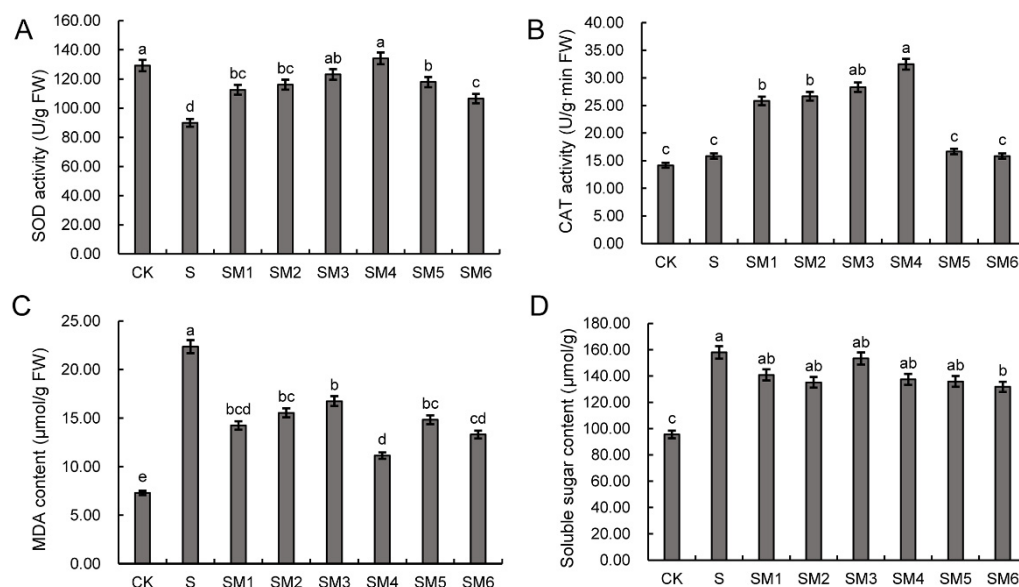 A
SOD activity (U/g FW)
160.00
140.00
120.00
100.00
80.00
60.00
40.00
20.00
0.00
a
d
bc
bc
ab
a
b
c
CK S SM1 SM2 SM3 SM4 SM5 SM6
B
CAT activity (U/g·min FW)
40.00
35.00
30.00
25.00
20.00
15.00
10.00
5.00
0.00
c
c
b
b
ab
a
c
c
CK S SM1 SM2 SM3 SM4 SM5 SM6
C
MDA content (μmol/g FW)
25.00
20.00
15.00
10.00
5.00
0.00
e
a
bcd
bc
b
d
bc
cd
CK S SM1 SM2 SM3 SM4 SM5 SM6
D
Soluble sugar content (μmol/g)
180.00
160.00
140.00
120.00
100.00
80.00
60.00
40.00
20.00
0.00
c
a
ab
ab
ab
ab
ab
b
CK S SM1 SM2 SM3 SM4 SM5 SM6